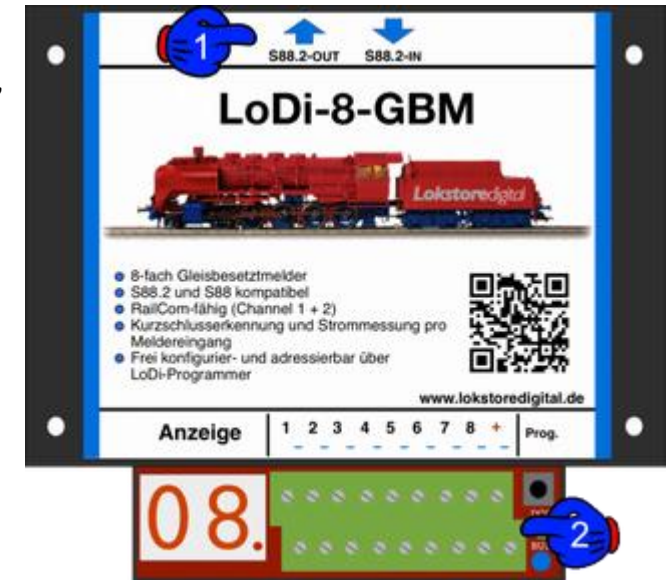 1
S88.2-OUT S88.2-IN
LoDi-8-GBM
Lokstoredigital
8-fach Gleisbesetztmelder
S88.2 und S88 kompatibel
RailCom-fähig (Channel 1 + 2)
Kurzschlusserkennung und Strommessung pro
Meldereingang
Frei konfigurier- und adressierbar über
LoDi-Programmer
www.lokstoredigital.de
Anzeige 1 2 3 4 5 6 7 8 + Prog.
08.
2